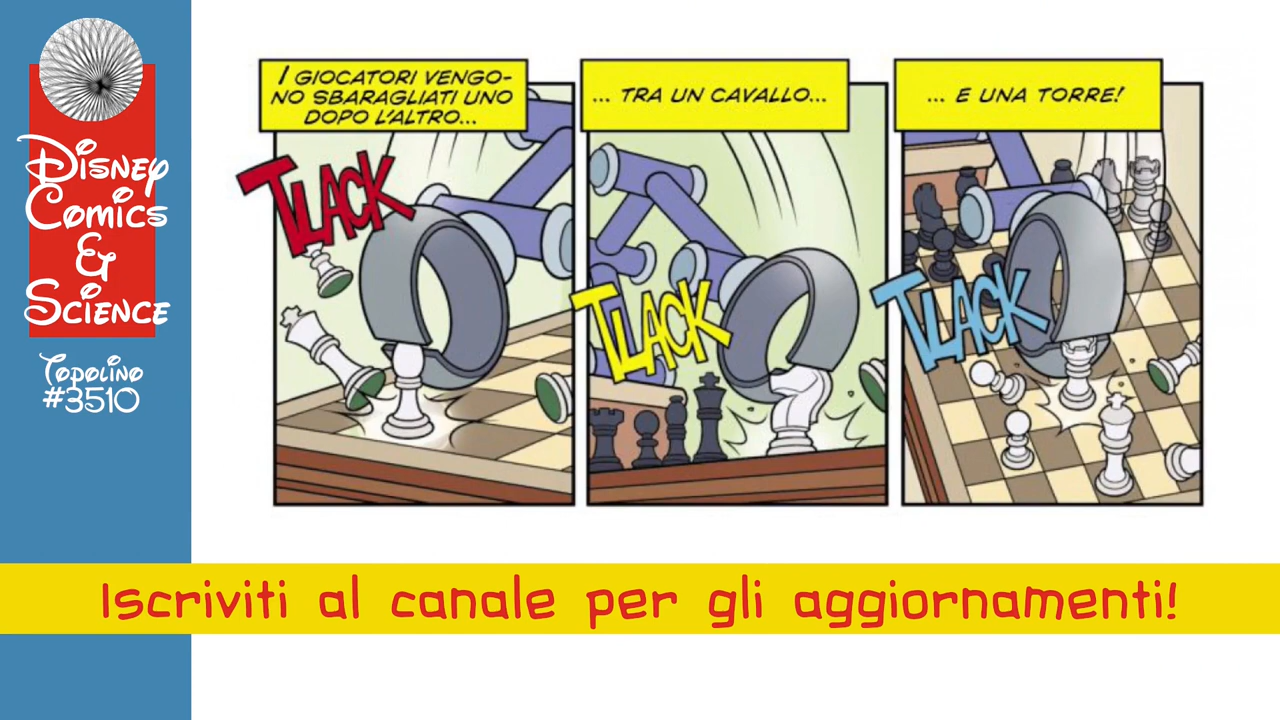 Disney
Comics
&
Science
Topolino
#3510
I GIOCATORI VENGO-
NO SBARAGLIATI UNO
DOPO L'ALTRO...
... TRA UN CAVALLO...
... E UNA TORRE!
TLACK
TLACK
TLACK
Iscriviti al canale per gli aggiornamenti!